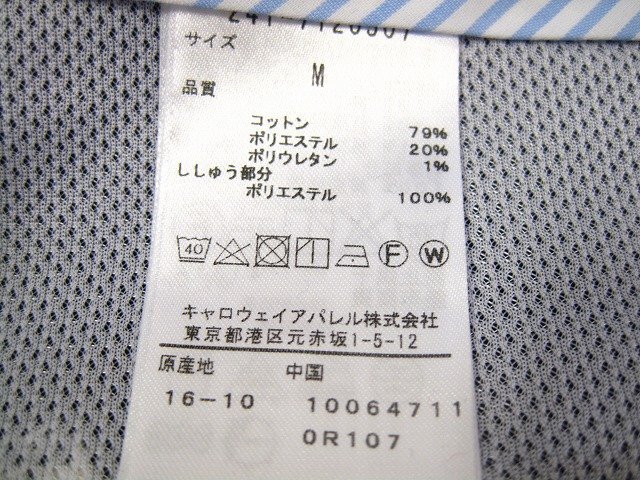 サイズ
M
品質
コットン 79%
ポリエステル 20%
ポリウレタン 1%
ししゅう部分
ポリエステル 100%
40 F W
キャロウェイアパレル株式会社
東京都港区元赤坂1-5-12
原産地 中国
16-10 10064711
0R107